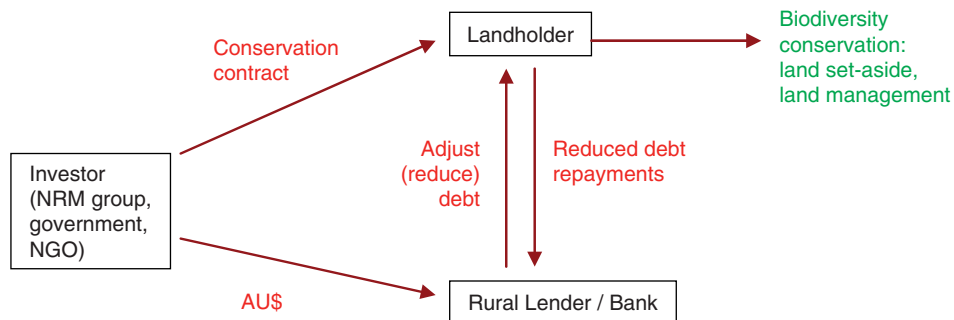 Landholder
Biodiversity
conservation:
land set-aside,
land management
Conservation
contract
Adjust
(reduce)
debt
Reduced debt
repayments
Investor
(NRM group,
government,
NGO)
AU$
Rural Lender / Bank